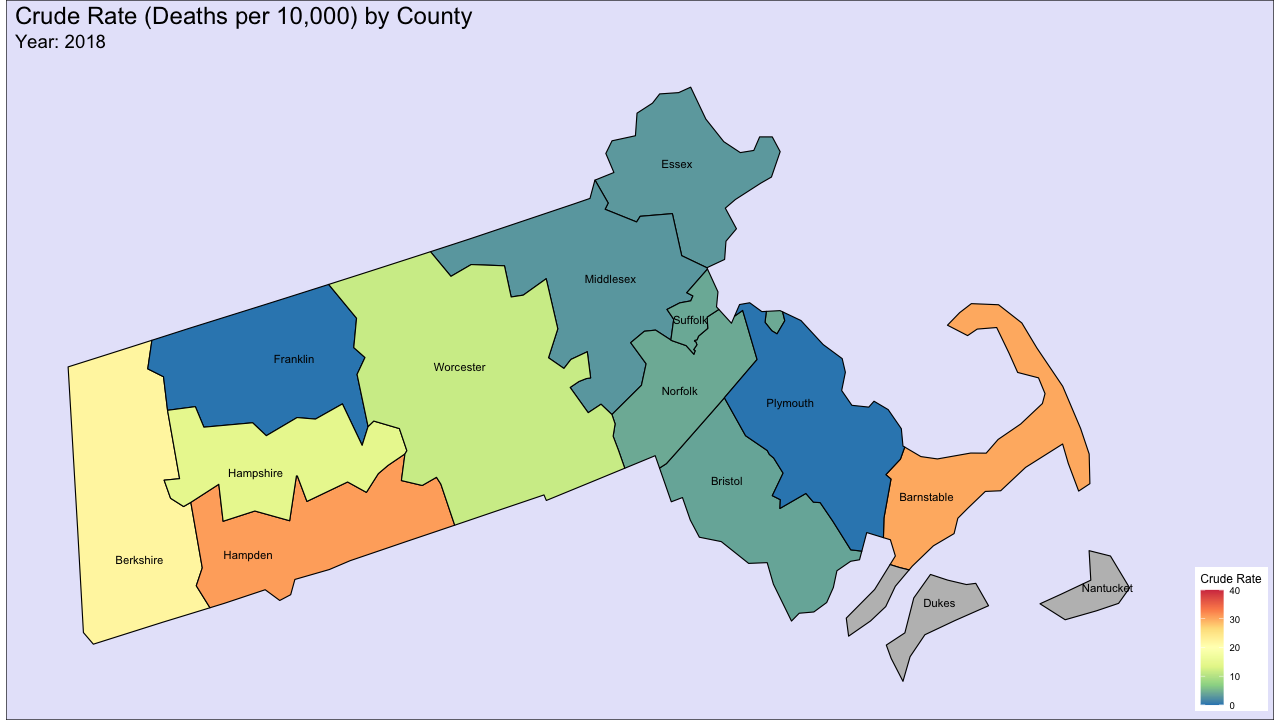 Crude Rate (Deaths per 10,000) by County
Year: 2018
Essex
Middlesex
Suffolk
Franklin
Worcester
Norfolk
Plymouth
Hampshire
Bristol
Barnstable
Hampden
Berkshire
Dukes
Nantucket
Crude Rate
40
30
20
10
0